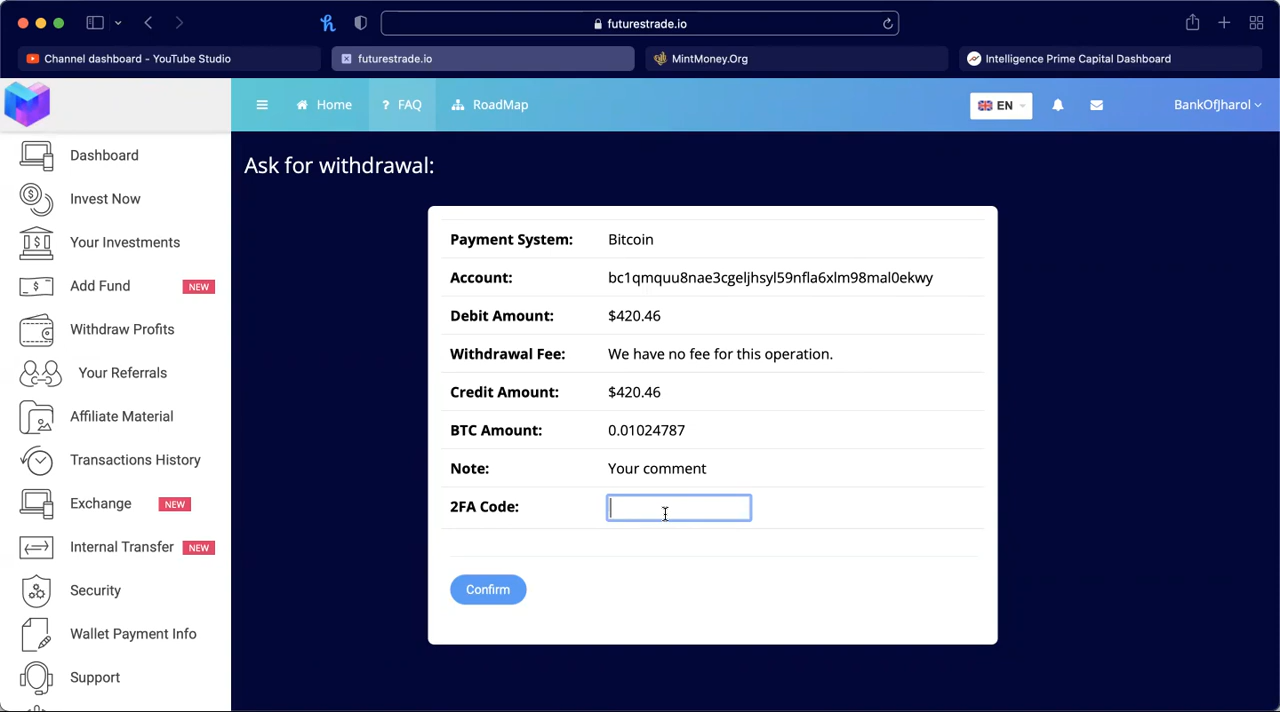 futurestrade.io
Channel dashboard - YouTube Studio
futurestrade.io
MintMoney.Org
Intelligence Prime Capital Dashboard
Home
? FAQ
RoadMap
EN
BankOfJharol
Dashboard
Invest Now
Your Investments
Add Fund NEW
Withdraw Profits
Your Referrals
Affiliate Material
Transactions History
Exchange NEW
Internal Transfer NEW
Security
Wallet Payment Info
Support
Ask for withdrawal:
Payment System: Bitcoin
Account: bc1qmquu8nae3cgeljhsyl59nfla6xlm98mal0ekwy
Debit Amount: $420.46
Withdrawal Fee: We have no fee for this operation.
Credit Amount: $420.46
BTC Amount: 0.01024787
Note: Your comment
2FA Code:
Confirm